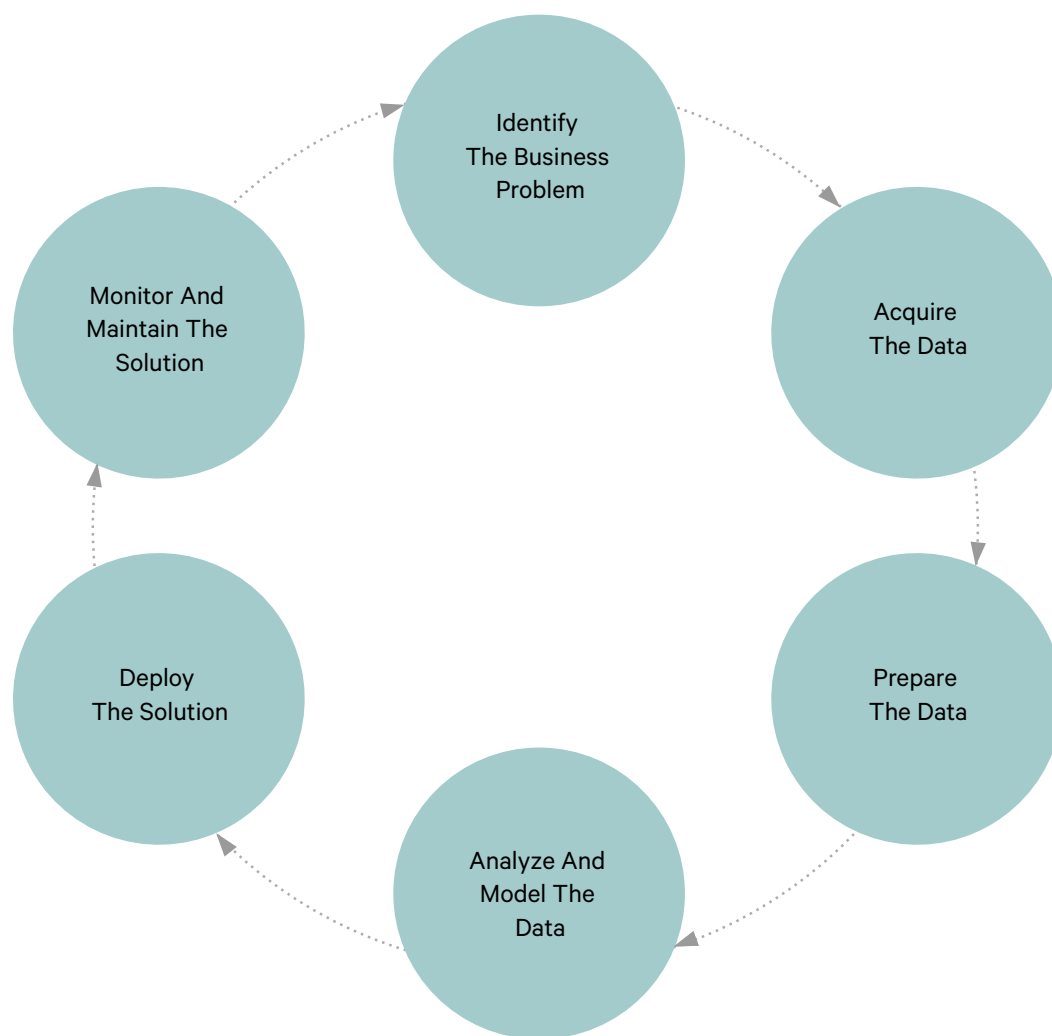 Identify
The Business
Problem
Acquire
The Data
Prepare
The Data
Analyze And
Model The
Data
Deploy
The Solution
Monitor And
Maintain The
Solution